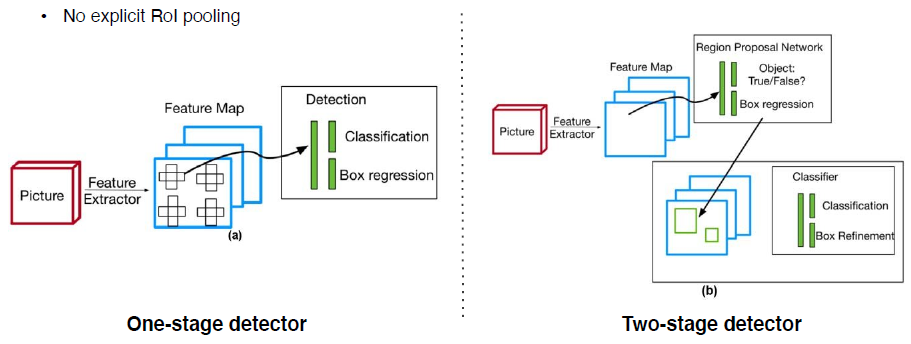 • No explicit RoI pooling
Feature Map
Detection
Classification
Box regression
Picture
Feature
Extractor
(a)
One-stage detector
Region Proposal Network
Object:
True/False?
Box regression
Feature Map
Picture
Feature
Extractor
Classifier
Classification
Box Refinement
(b)
Two-stage detector